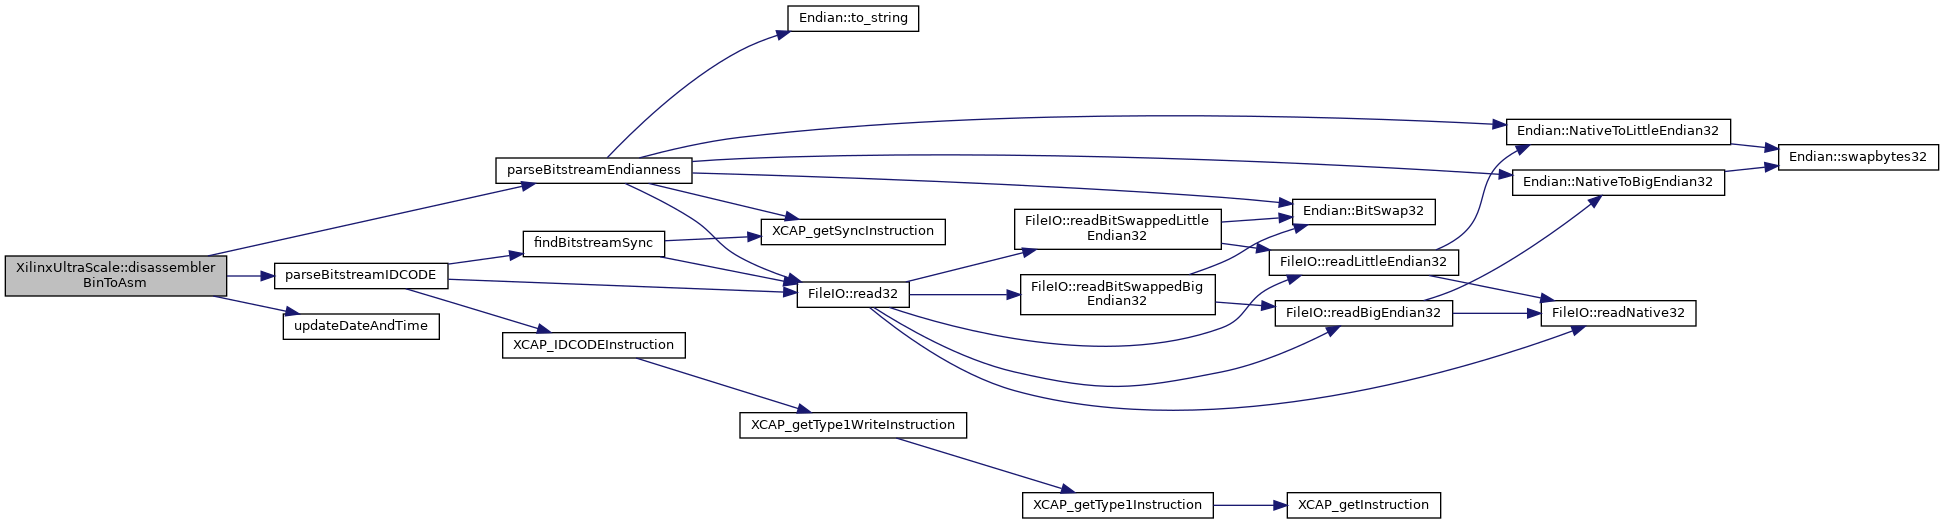 Endian::to_string
Endian::NativeToLittleEndian32
Endian::swapbytes32
parseBitstreamEndianness
Endian::NativeToBigEndian32
Endian::BitSwap32
FileIO::readBitSwappedLittle
Endian32
XCAP_getSyncInstruction
findBitstreamSync
FileIO::readLittleEndian32
XilinxUltraScale::disassembler
BinToAsm
parseBitstreamIDCODE
FileIO::read32
FileIO::readBitSwappedBig
Endian32
FileIO::readBigEndian32
FileIO::readNative32
updateDateAndTime
XCAP_IDCODEInstruction
XCAP_getType1WriteInstruction
XCAP_getType1Instruction
XCAP_getInstruction